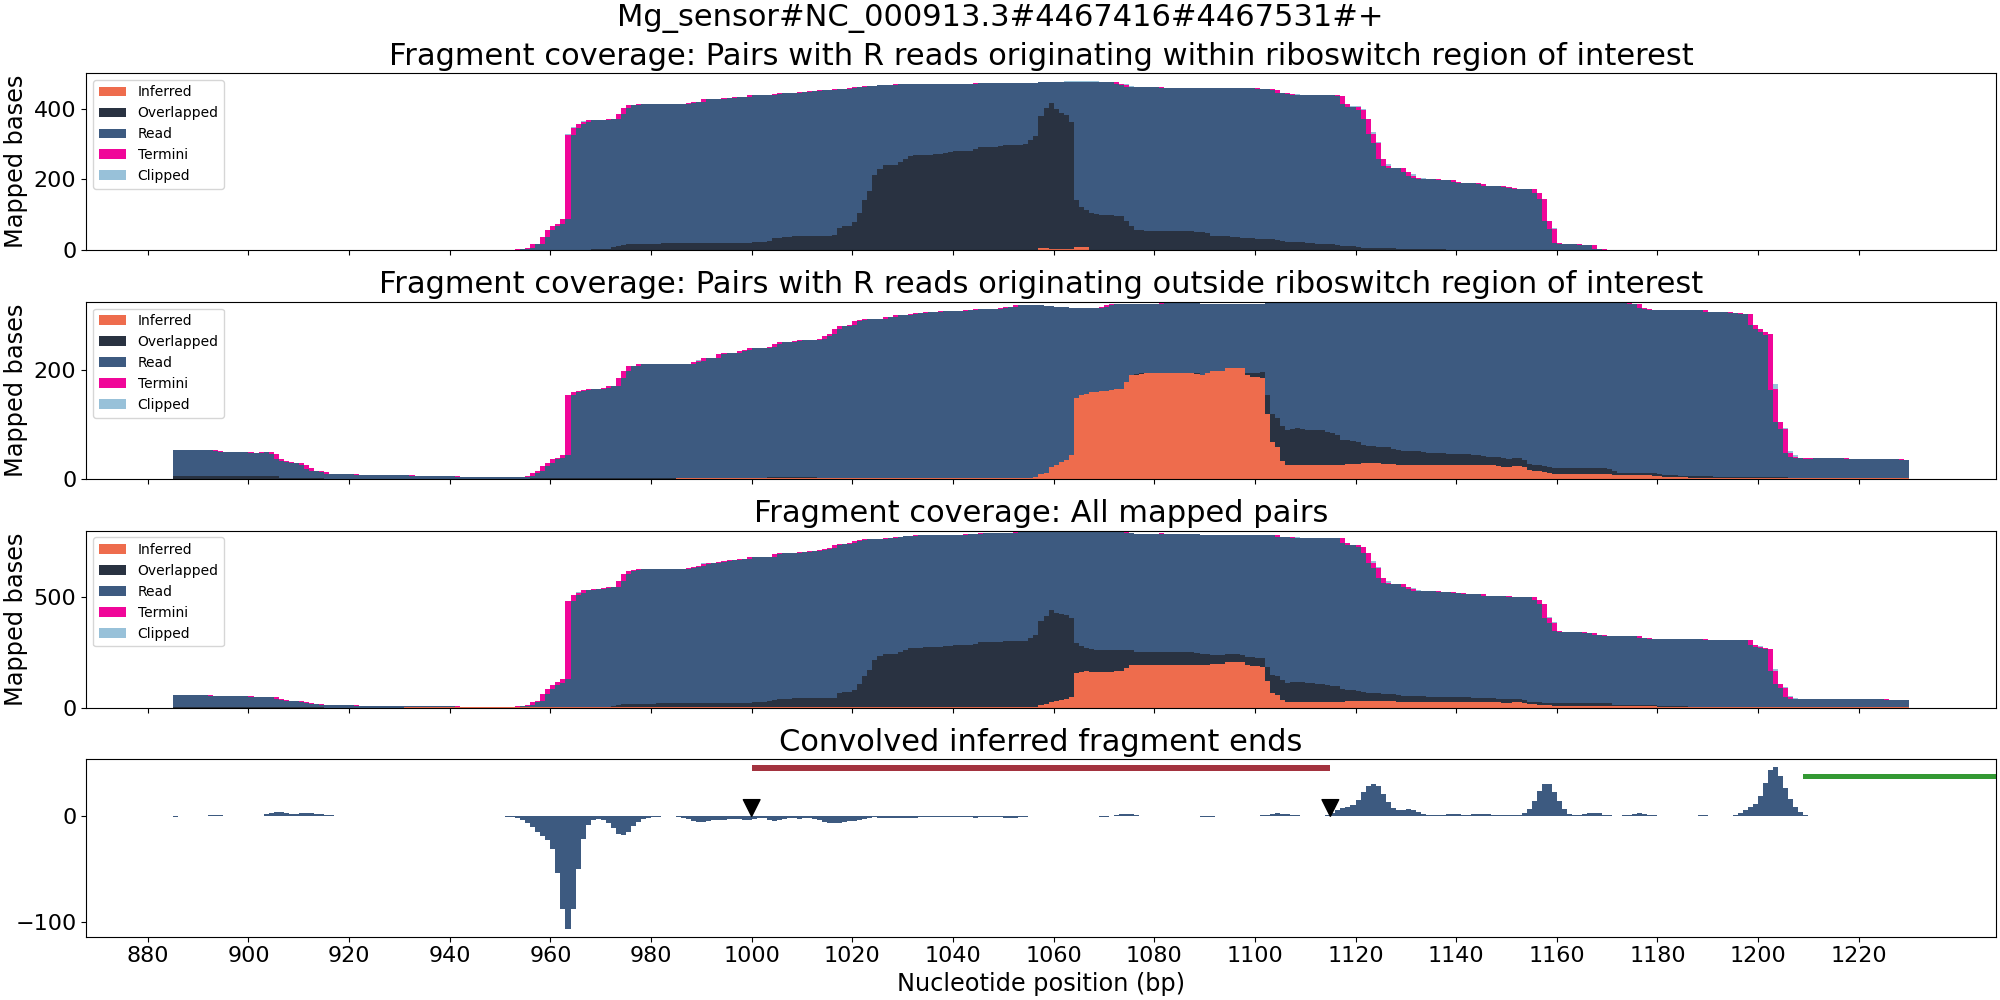 Mg_sensor#NC_000913.3#4467416#4467531#+
Fragment coverage: Pairs with R reads originating within riboswitch region of interest
Mapped bases
400
200
0
Inferred
Overlapped
Read
Termini
Clipped
Fragment coverage: Pairs with R reads originating outside riboswitch region of interest
Mapped bases
200
0
Inferred
Overlapped
Read
Termini
Clipped
Fragment coverage: All mapped pairs
Mapped bases
500
0
Inferred
Overlapped
Read
Termini
Clipped
Convolved inferred fragment ends
0
−100
880 900 920 940 960 980 1000 1020 1040 1060 1080 1100 1120 1140 1160 1180 1200 1220
Nucleotide position (bp)